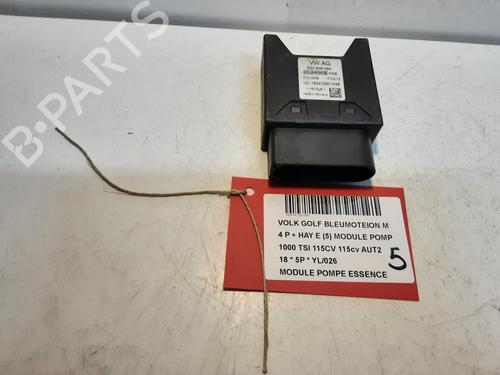 B-PARTS
VW AG
VOLK GOLF BLEUMOTEION M
4 P + HAY E (5) MODULE POMP
1000 TSI 115CV 115cv AUT2
18 * 5P * YL/026
MODULE POMPE ESSENCE
5